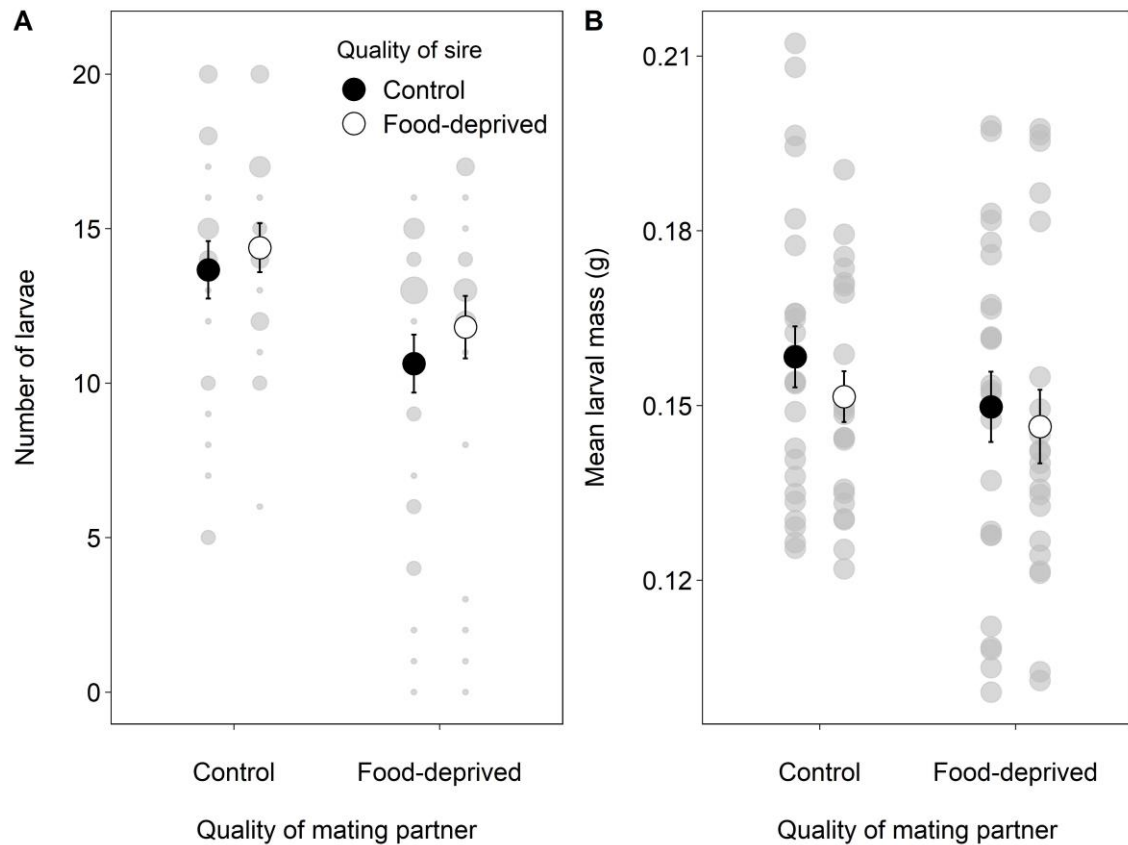 A
Number of larvae
20
15
10
5
0
Quality of sire
Control
Food-deprived
Control
Food-deprived
Quality of mating partner
B
Mean larval mass (g)
0.21
0.18
0.15
0.12
Control
Food-deprived
Quality of mating partner